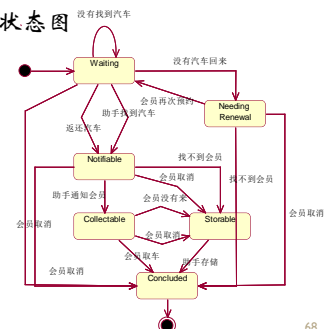 状态图
没有找到汽车
Waiting
没有汽车回来
会员再次预约
Needing
Renewal
助手找到汽车
返还汽车
Notifiable
找不到会员
找不到会员
会员取消
助手通知会员
会员没有来
会员取消
Collectable
Storable
会员取消
会员取消
会员取车
助手存储
会员取消
Concluded
68